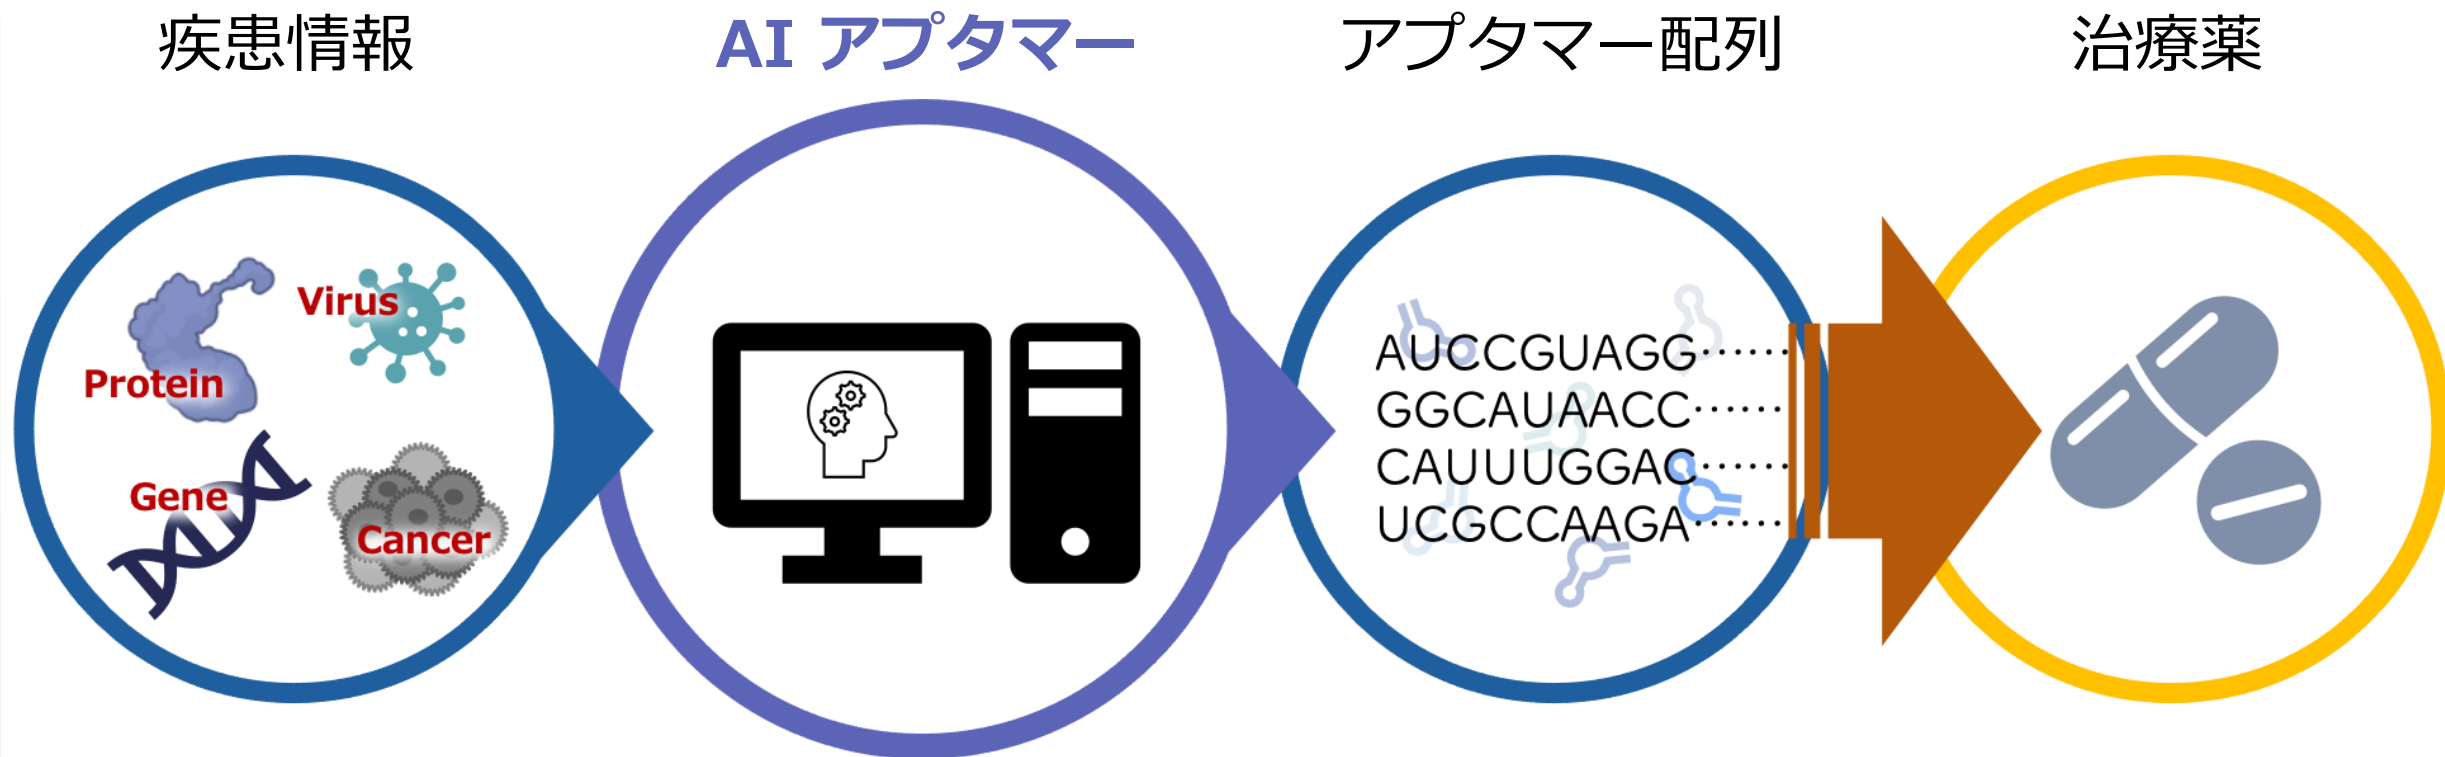 疾患情報
AI アプタマー
アプタマー配列
治療薬
Virus
Protein
Gene
Cancer
AUCCGUAGG‥‥‥
GGCAUAACC‥‥‥
CAUUUGGAC‥‥‥
UCGCCAAGA‥‥‥